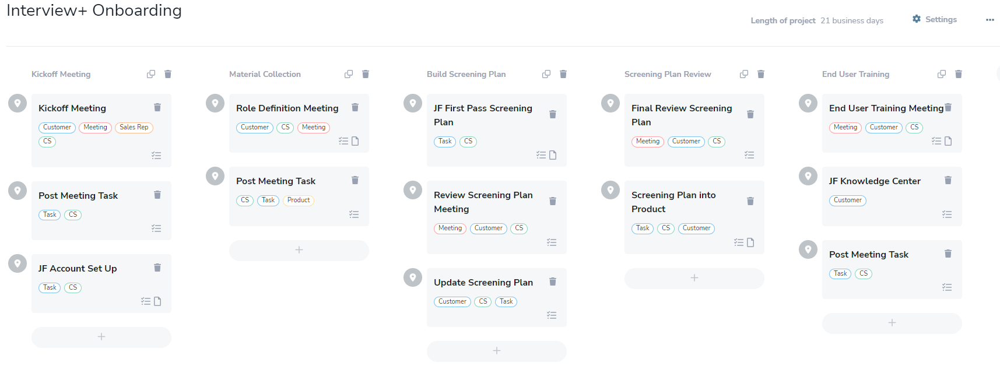 Interview+ Onboarding
Length of project 21 business days
Settings
Kickoff Meeting
Kickoff Meeting
Customer Meeting Sales Rep
CS
Post Meeting Task
Task CS
JF Account Set Up
Task CS
Material Collection
Role Definition Meeting
Customer CS Meeting
Post Meeting Task
CS Task Product
Build Screening Plan
JF First Pass Screening
Plan
Task CS
Review Screening Plan
Meeting
Meeting Customer CS
Update Screening Plan
Customer CS Task
Screening Plan Review
Final Review Screening
Plan
Meeting Customer CS
Screening Plan into
Product
Task CS Customer
End User Training
End User Training Meeting
Meeting Customer CS
JF Knowledge Center
Customer
Post Meeting Task
Task CS